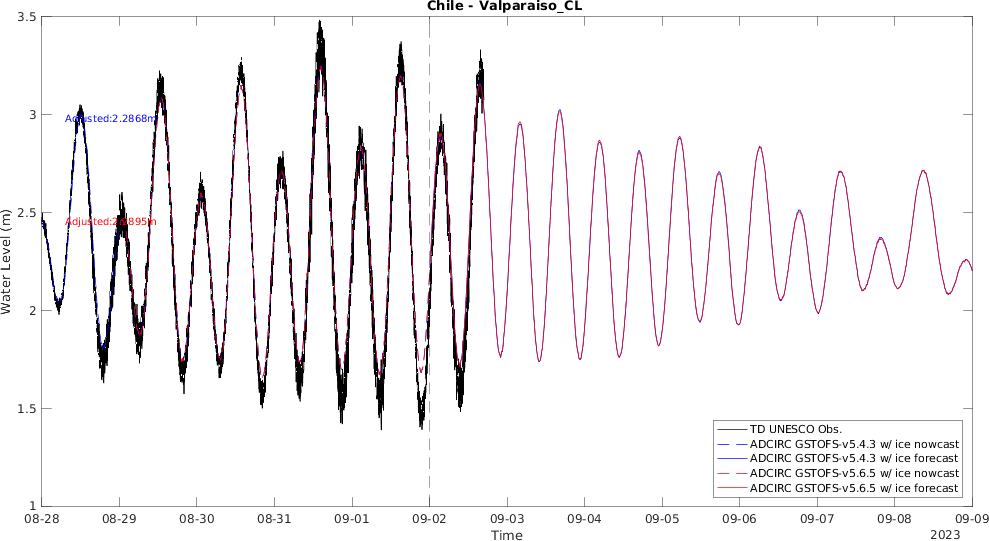 Chile - Valparaiso_CL
3.5
3
2.5
2
1.5
1
Water Level (m)
Adjusted:2.2868m
08-28
08-29
08-30
08-31
09-01
09-02
09-03
09-04
09-05
09-06
09-07
09-08
09-09
Time
2023
TD UNESCO Obs.
ADCIRC GSTOFS-v5.4.3 w/ ice nowcast
ADCIRC GSTOFS-v5.4.3 w/ ice forecast
ADCIRC GSTOFS-v5.6.5 w/ ice nowcast
ADCIRC GSTOFS-v5.6.5 w/ ice forecast